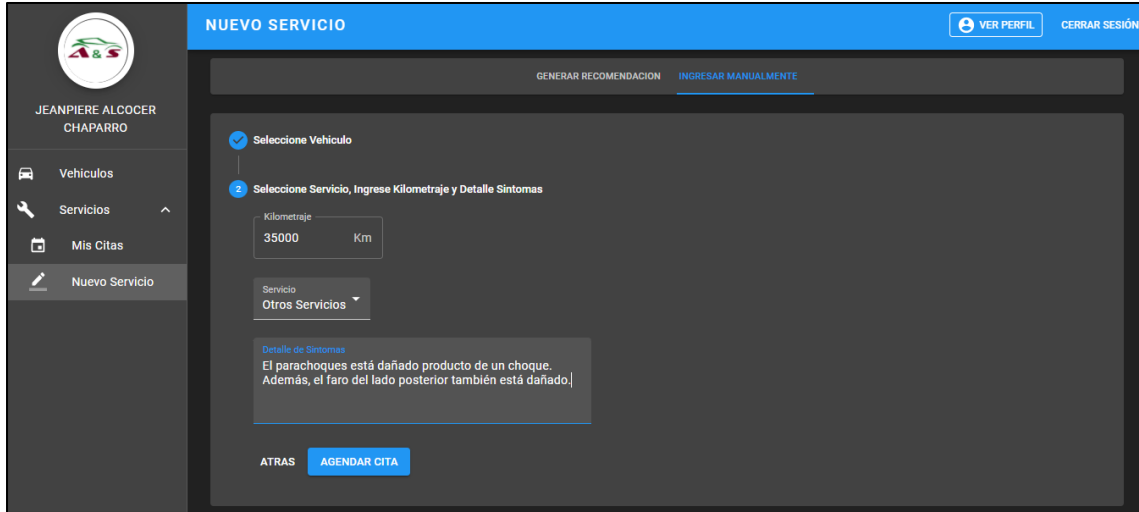 A & S
NUEVO SERVICIO
VER PERFIL
CERRAR SESIÓN
JEANPIERE ALCOCER
CHAPARRO
Vehiculos
Servicios
Mis Citas
Nuevo Servicio
GENERAR RECOMENDACION
INGRESAR MANUALMENTE
Seleccione Vehiculo
2
Seleccione Servicio, Ingrese Kilometraje y Detalle Sintomas
Kilometraje
35000 Km
Servicio
Otros Servicios
Detalle de Sintomas
El parachoques está dañado producto de un choque.
Además, el faro del lado posterior también está dañado.
ATRAS
AGENDAR CITA